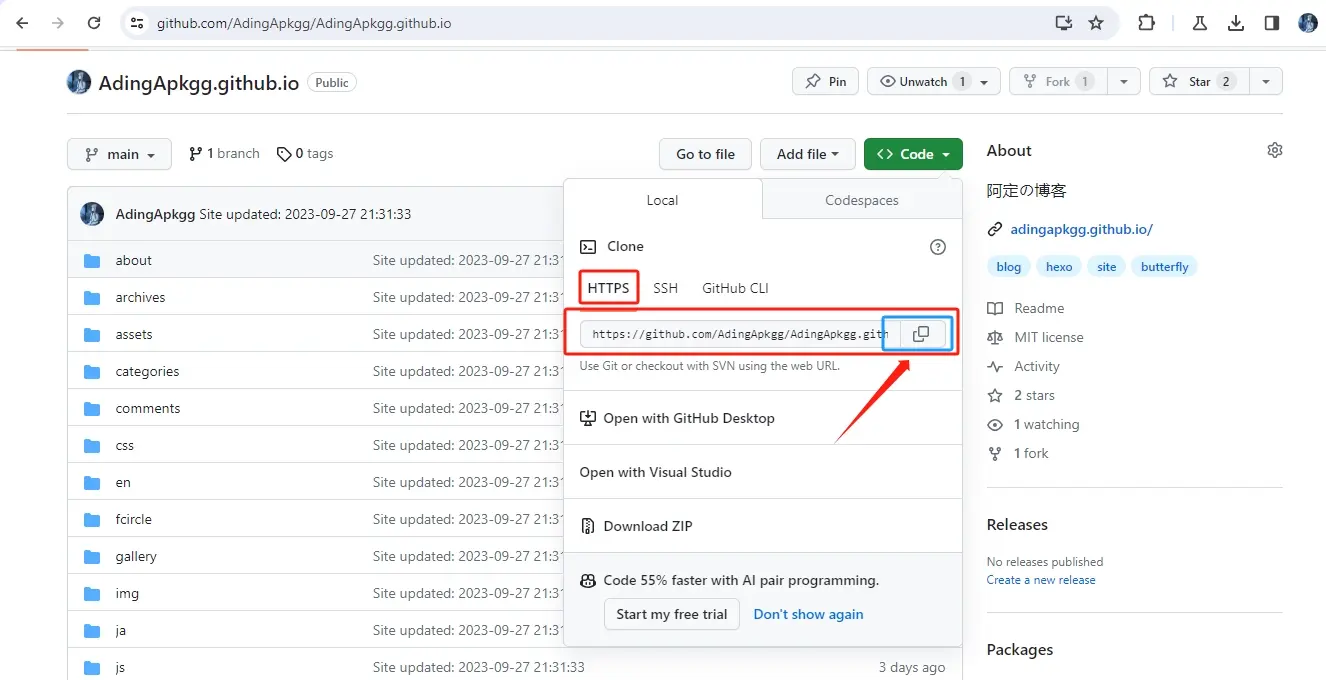 github.com/AdingApkgg/AdingApkgg.github.io
AdingApkgg.github.io Public
Pin
Unwatch 1
Fork 1
Star 2
main
1 branch
0 tags
Go to file
Add file
Code
About
阿定の博客
adingapkgg.github.io/
blog hexo site butterfly
Readme
MIT license
Activity
2 stars
1 watching
1 fork
Releases
No releases published
Create a new release
Packages
Local
Codespaces
Clone
HTTPS SSH GitHub CLI
https://github.com/AdingApkgg/AdingApkgg.gith
Use Git or checkout with SVN using the web URL.
Open with GitHub Desktop
Open with Visual Studio
Download ZIP
Code 55% faster with AI pair programming.
Start my free trial
Don't show again
AdingApkgg Site updated: 2023-09-27 21:31:33
about Site updated: 2023-09-27 21:31
archives Site updated: 2023-09-27 21:31
assets Site updated: 2023-09-27 21:31
categories Site updated: 2023-09-27 21:31
comments Site updated: 2023-09-27 21:31
css Site updated: 2023-09-27 21:31
en Site updated: 2023-09-27 21:31
fcircle Site updated: 2023-09-27 21:31
gallery Site updated: 2023-09-27 21:31
img Site updated: 2023-09-27 21:31
ja Site updated: 2023-09-27 21:31
js Site updated: 2023-09-27 21:31:33 3 days ago